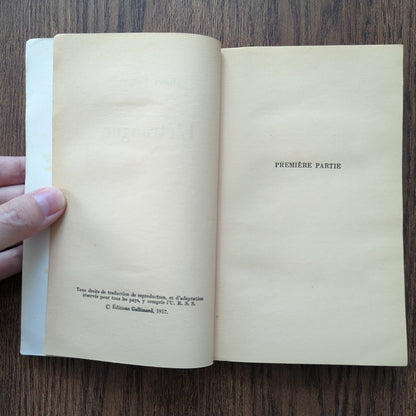 Tous droits de traduction de reproduction, et d'adaptation
réservés pour tous les pays, y compris l'U. R. S. S.
© Éditions Gallimard, 1957.
PREMIÈRE PARTIE